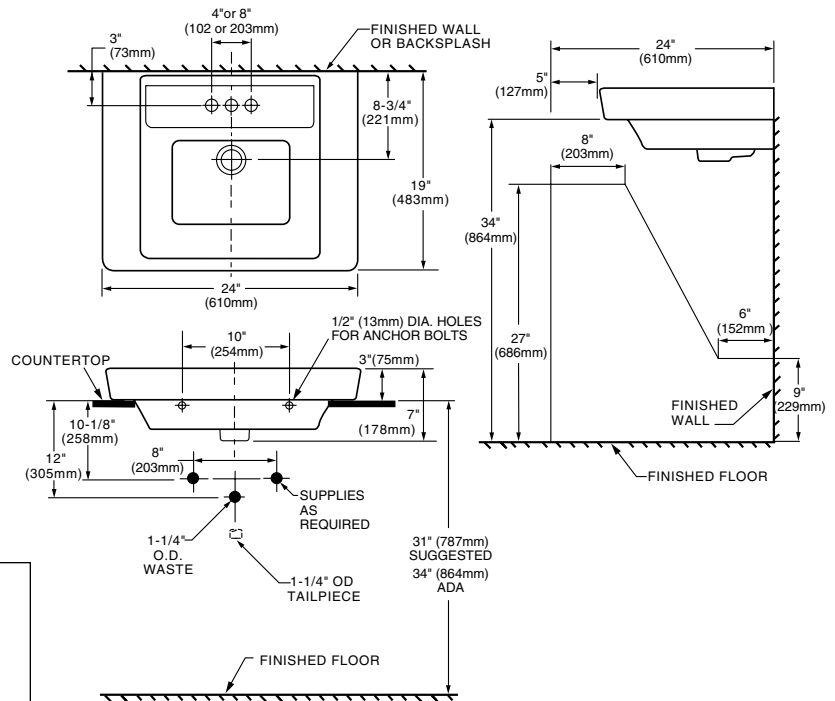 4"or 8"
(102 or 203mm)
3"
(73mm)
FINISHED WALL
OR BACKSPLASH
8-3/4"
(221mm)
19"
(483mm)
24"
(610mm)
24"
(610mm)
5"
(127mm)
8"
(203mm)
34"
(864mm)
27"
(686mm)
6"
(152mm
9"
(229mm)
FINISHED
WALL
FINISHED FLOOR
1/2" (13mm) DIA. HOLES
FOR ANCHOR BOLTS
10"
(254mm)
COUNTERTOP
3"(75mm)
7"
(178mm)
10-1/8"
(258mm)
12"
(305mm)
8"
(203mm)
SUPPLIES
AS
REQUIRED
1-1/4"
O.D.
WASTE
1-1/4" OD
TAILPIECE
31" (787mm)
SUGGESTED
34" (864mm)
ADA
FINISHED FLOOR